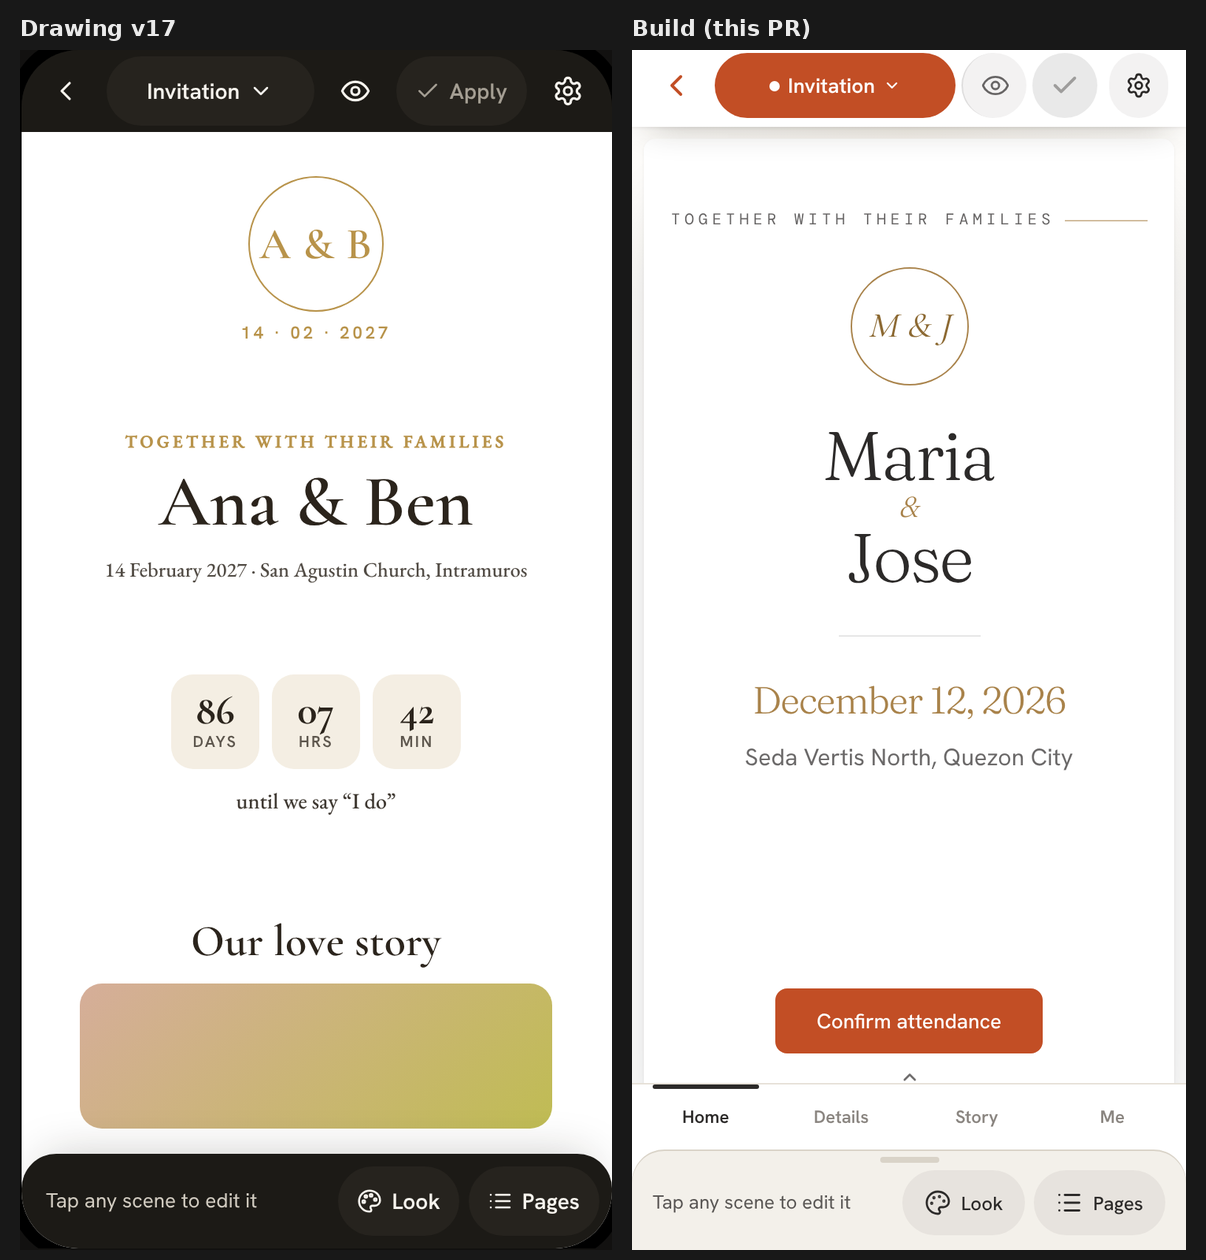 Drawing v17
Invitation
Apply
A & B
14 · 02 · 2027
TOGETHER WITH THEIR FAMILIES
Ana & Ben
14 February 2027 · San Agustin Church, Intramuros
86 07 42
DAYS HRS MIN
until we say “I do”
Our love story
Tap any scene to edit it
Look
Pages
Build (this PR)
Invitation
TOGETHER WITH THEIR FAMILIES
M & J
Maria
&
Jose
December 12, 2026
Seda Vertis North, Quezon City
Confirm attendance
Home Details Story Me
Tap any scene to edit it
Look
Pages